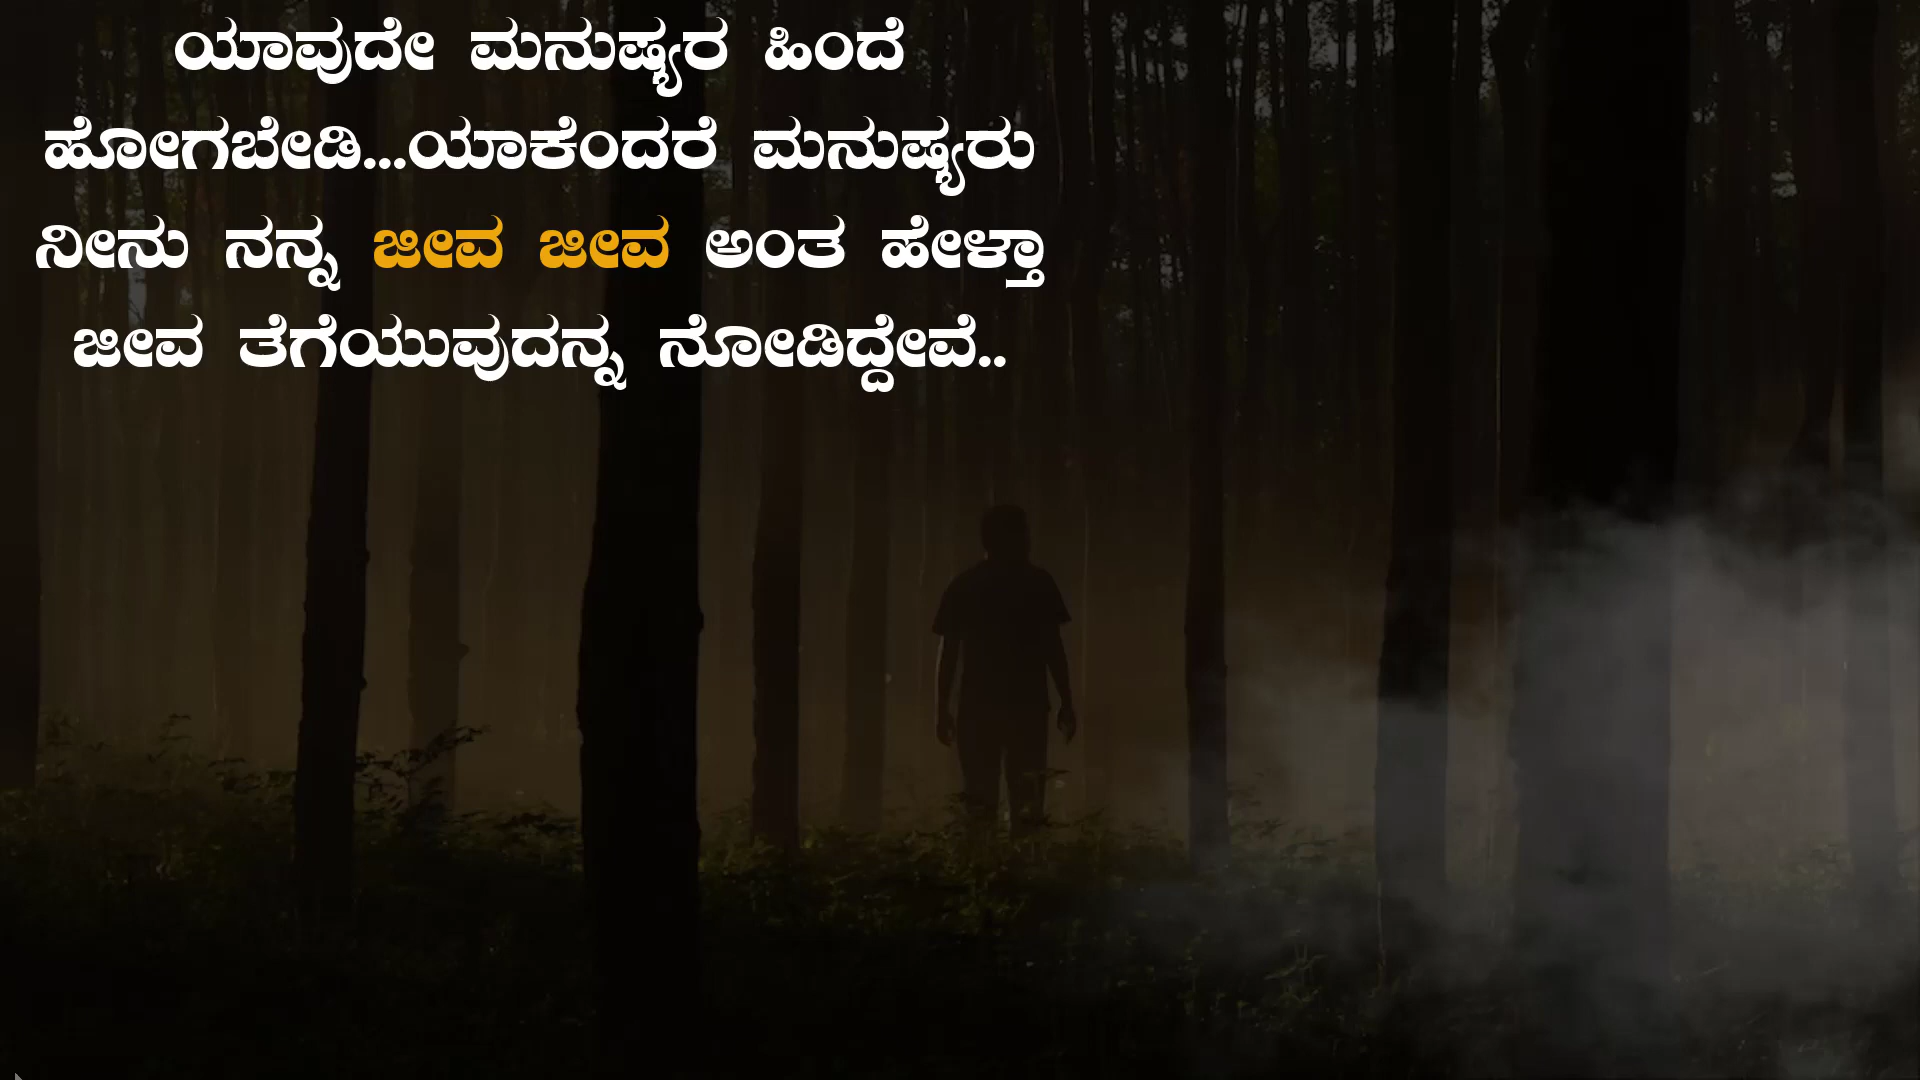 ಯಾವುದೇ ಮನುಷ್ಯರ ಹಿಂದೆ
ಹೋಗಬೇಡಿ...ಯಾಕೆಂದರೆ ಮನುಷ್ಯರು
ನೀನು ನನ್ನ ಜೀವ ಜೀವ ಅಂತ ಹೇಳ್ತಾ
ಜೀವ ತೆಗೆಯುವುದನ್ನ ನೋಡಿದ್ದೇವೆ..